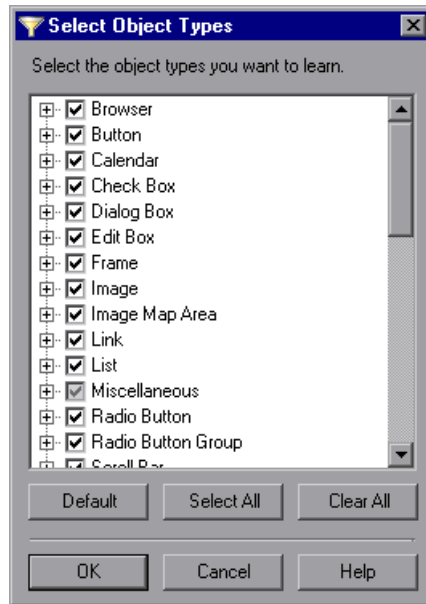 Select Object Types
Select the object types you want to learn.
Browser
Button
Calendar
Check Box
Dialog Box
Edit Box
Frame
Image
Image Map Area
Link
List
Miscellaneous
Radio Button
Radio Button Group
Scroll Bar
Default Select All Clear All
OK Cancel Help